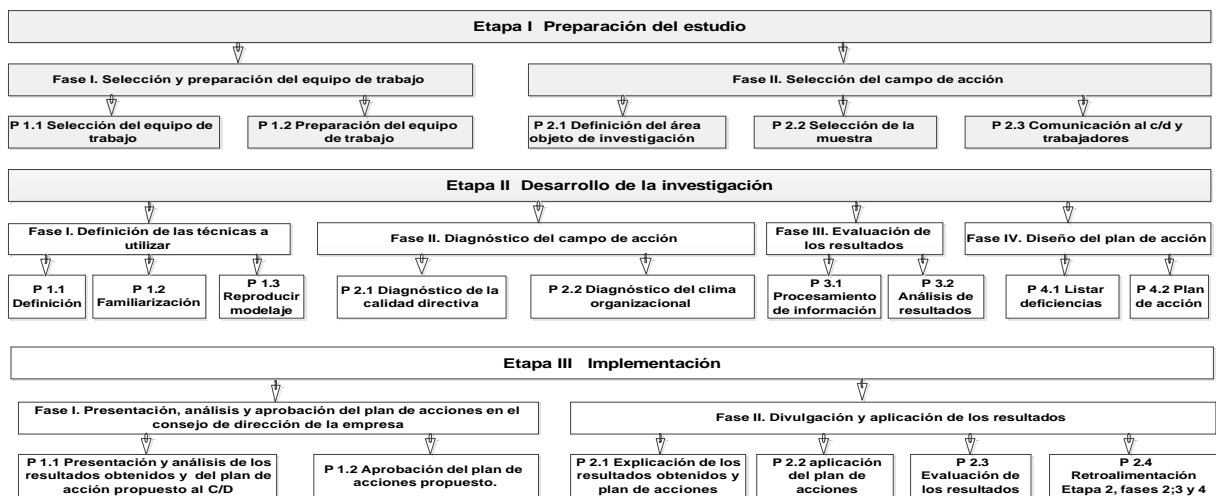 Etapa I  Preparación del estudio
Fase I. Selección y preparación del equipo de trabajo
Fase II. Selección del campo de acción
P 1.1 Selección del equipo de
trabajo
P 1.2 Preparación del equipo
de trabajo
P 2.1 Definición del área
objeto de investigación
P 2.2 Selección de la
muestra
P 2.3 Comunicación al c/d y
trabajadores
Etapa II  Desarrollo de la investigación
Fase I. Definición de las técnicas a
utilizar
Fase II. Diagnóstico del campo de acción
Fase III. Evaluación de
los resultados
Fase IV. Diseño del plan de acción
P 1.1
Definición
P 1.2
Familiarización
P 1.3
Reproducir
modelaje
P 2.1 Diagnóstico de la
calidad directiva
P 2.2 Diagnóstico del clima
organizacional
P 3.1
Procesamiento
de información
P 3.2
Análisis de
resultados
P 4.1 Listar
deficiencias
P 4.2 Plan
de acción
Etapa III   Implementación
Fase I. Presentación, análisis y aprobación del plan de acciones en el
consejo de dirección de la empresa
Fase II. Divulgación y aplicación de los resultados
P 1.1 Presentación y análisis de los
resultados obtenidos y  del plan de
acción propuesto al C/D
P 1.2 Aprobación del plan de
acciones propuesto.
P 2.1 Explicación de los
resultados obtenidos y
plan de acciones
P 2.2 aplicación
del plan de
acciones
P 2.3
Evaluación de
los resultados
P 2.4
Retroalimentación
Etapa 2, fases 2;3 y 4